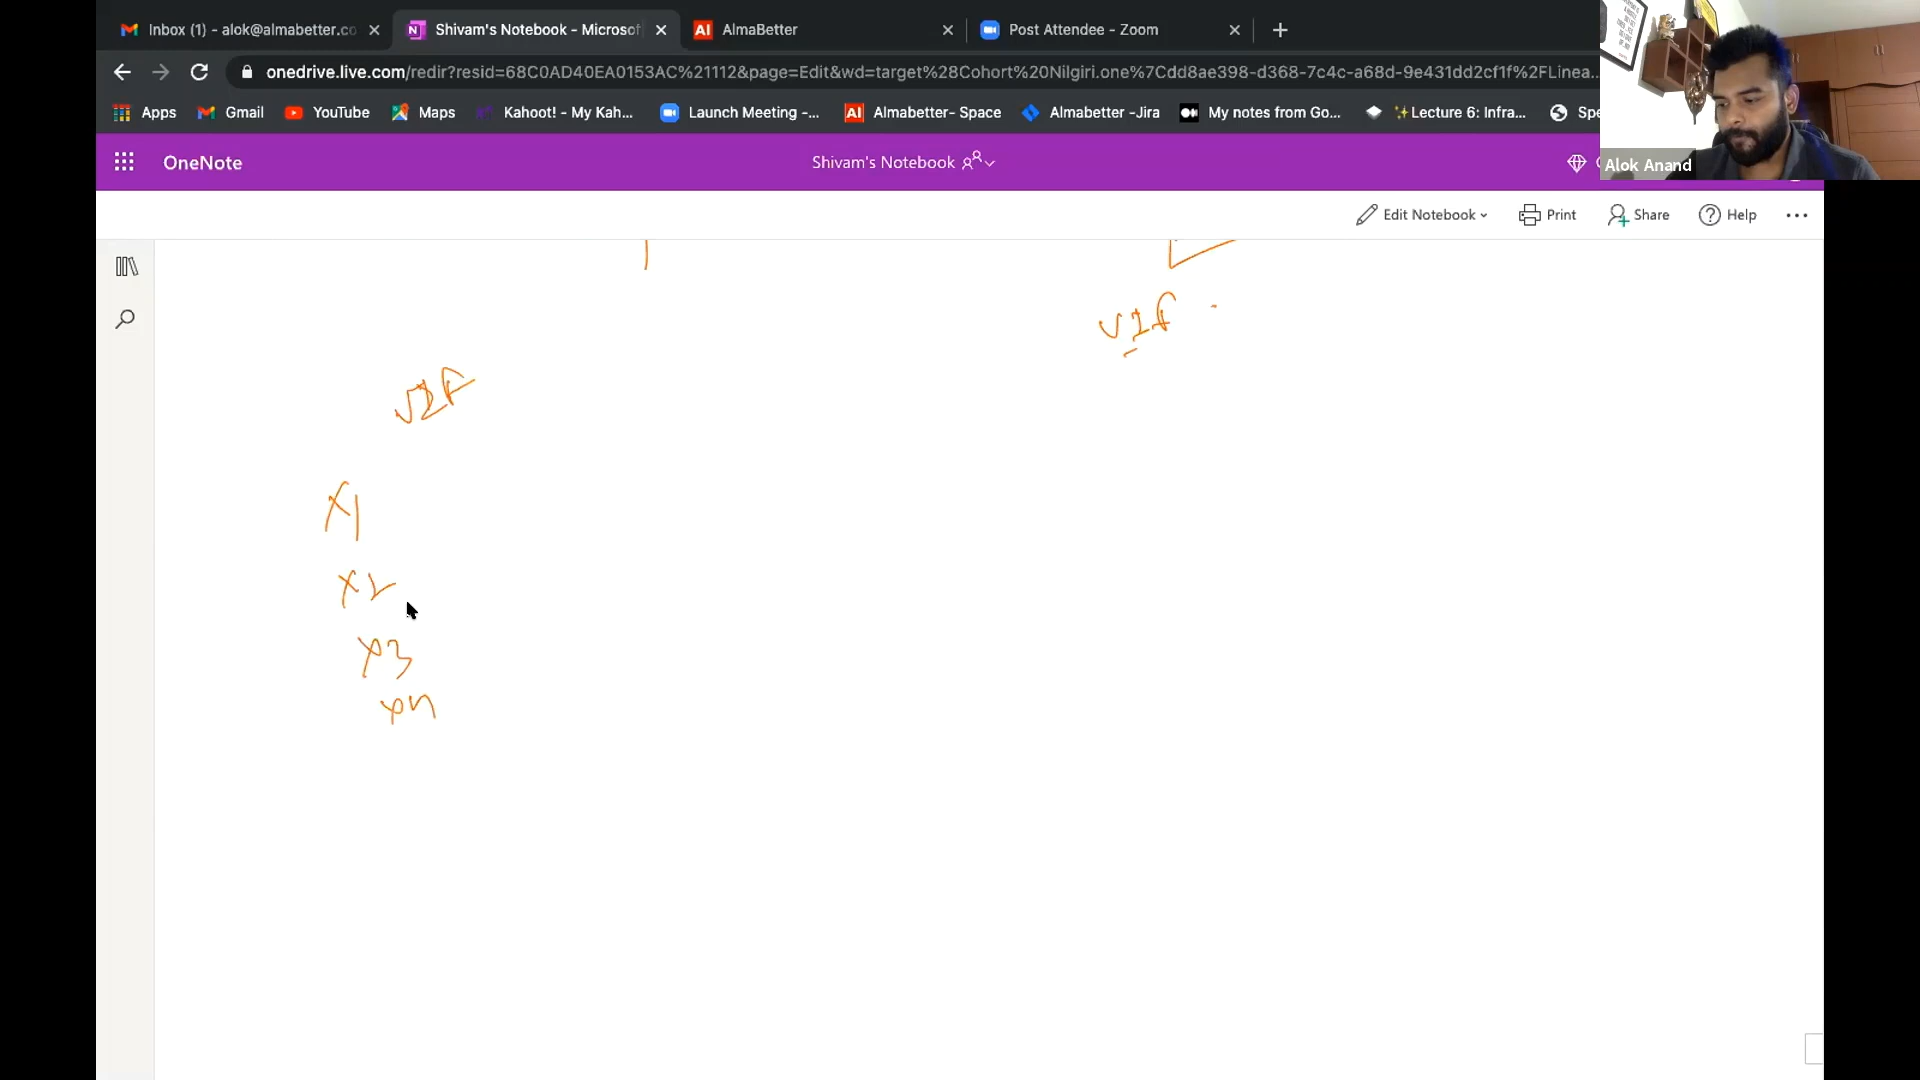 Inbox (1) - alok@almabetter.co
Shivam's Notebook - Microsof
AlmaBetter
Post Attendee - Zoom
onedrive.live.com/redir?resid=68C0AD40EA0153AC%21112&page=Edit&wd=target%28Cohort%20Nilgiri.one%7Cdd8ae398-d368-7c4c-a68d-9e431dd2cf1f%2FLinea...
Apps Gmail YouTube Maps Kahoot! - My Kah... Launch Meeting -... Almabetter- Space Almabetter -Jira My notes from Go... Lecture 6: Infra... Spe
OneNote
Shivam's Notebook
Alok Anand
Edit Notebook Print Share Help
VIF
VIF
X1
X2
X3
Xn